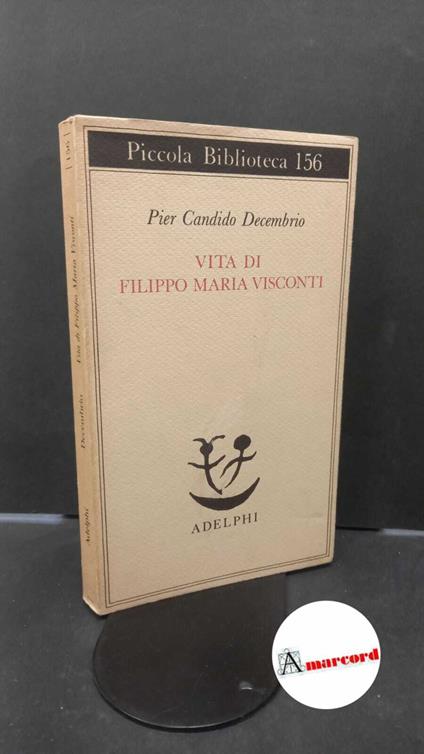 Piccola Biblioteca 156
Pier Candido Decembrio
VITA DI
FILIPPO MARIA VISCONTI
ADELPHI
| 156 |
Vita di Filippo Maria Visconti
Decembrio
Adelphi
Amarcord